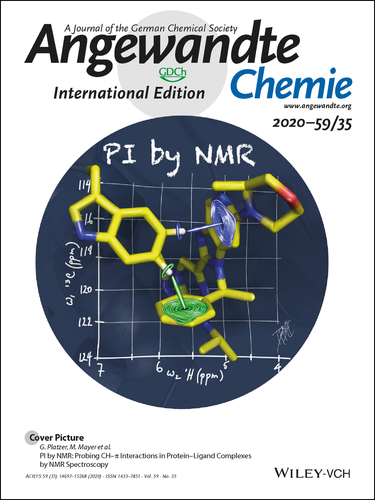 A Journal of the German Chemical Society
Angewandte
GDCh
International Edition
Chemie
www.angewandte.org
2020–59/35
PI by NMR
114
116
119
120
122
124
ω₁ ¹³C (ppm)
7
6
ω₂ ¹H (ppm)
5
4
Cover Picture
G. Platzer, M. Mayer et al.
PI by NMR: Probing CH–π Interactions in Protein–Ligand Complexes
by NMR Spectroscopy
ACIEFS 59 (35) 14697–15368 (2020) · ISSN 1433–7851 · Vol. 59 · No. 35
WILEY-VCH